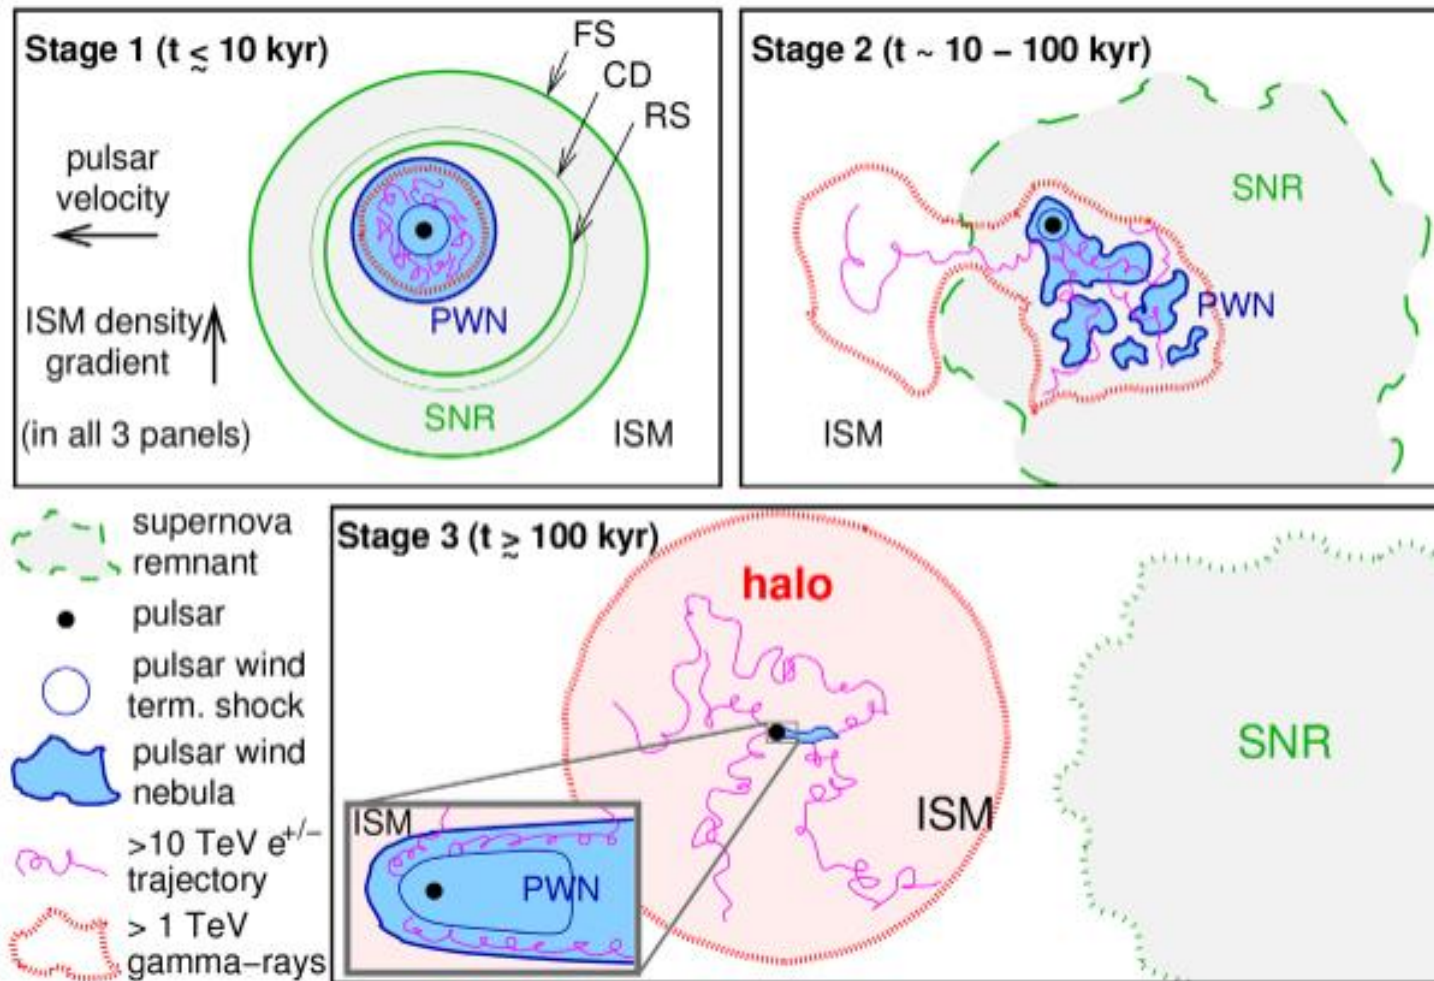 Stage 1 (t ≲ 10 kyr)
FS
CD
RS
pulsar
velocity
ISM density
gradient
(in all 3 panels)
PWN
SNR
ISM
Stage 2 (t ~ 10 − 100 kyr)
SNR
PWN
ISM
supernova
remnant
pulsar
pulsar wind
term. shock
pulsar wind
nebula
>10 TeV e+/−
trajectory
> 1 TeV
gamma−rays
Stage 3 (t ≳ 100 kyr)
halo
ISM
SNR
ISM
PWN